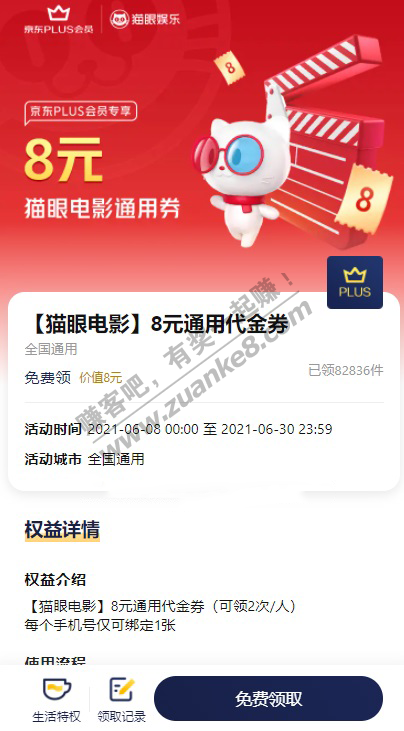 京东PLUS会员 猫眼娱乐
京东PLUS会员专享
8元
猫眼电影通用券
8
8
PLUS
【猫眼电影】8元通用代金券
全国通用
免费领 价值8元
已领82836件
赚客吧，有奖一起赚！
www.zuanke8.com
活动时间 2021-06-08 00:00 至 2021-06-30 23:59
活动城市 全国通用
权益详情
权益介绍
【猫眼电影】8元通用代金券（可领2次/人）
每个手机号仅可绑定1张
使用流程
生活特权 领取记录 免费领取